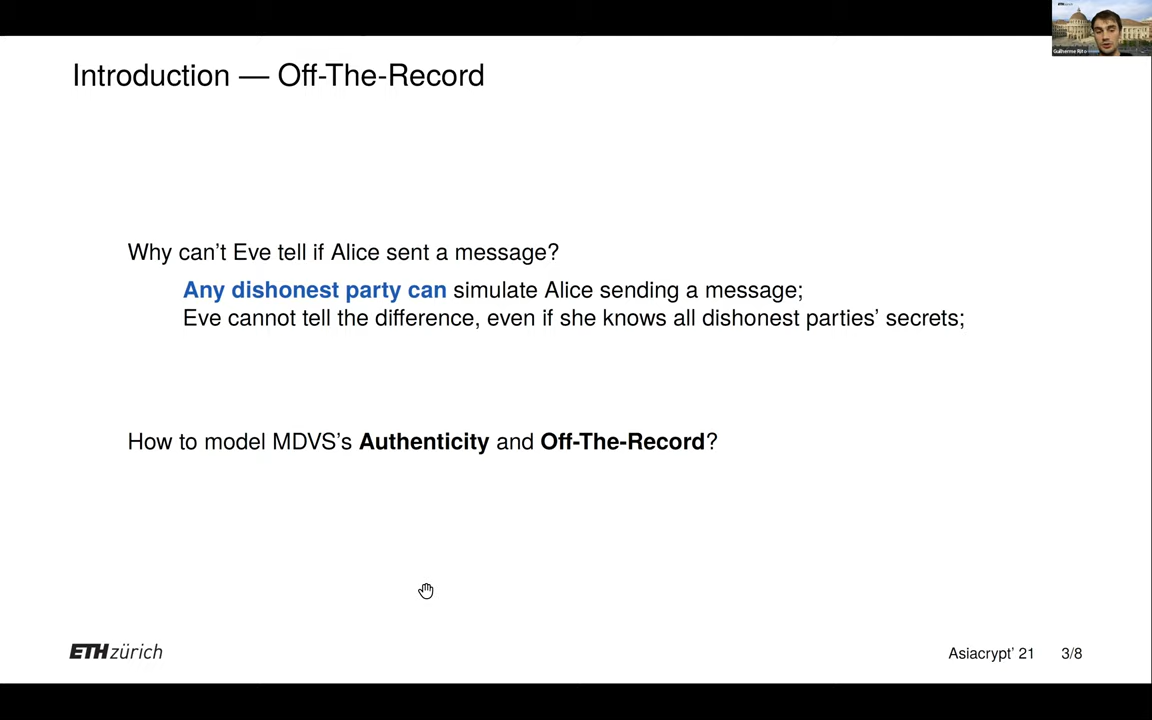 Introduction — Off-The-Record
Guilherme Rito
Why can't Eve tell if Alice sent a message?
Any dishonest party can simulate Alice sending a message;
Eve cannot tell the difference, even if she knows all dishonest parties' secrets;
How to model MDVS's Authenticity and Off-The-Record?
ETH zürich
Asiacrypt' 21 3/8